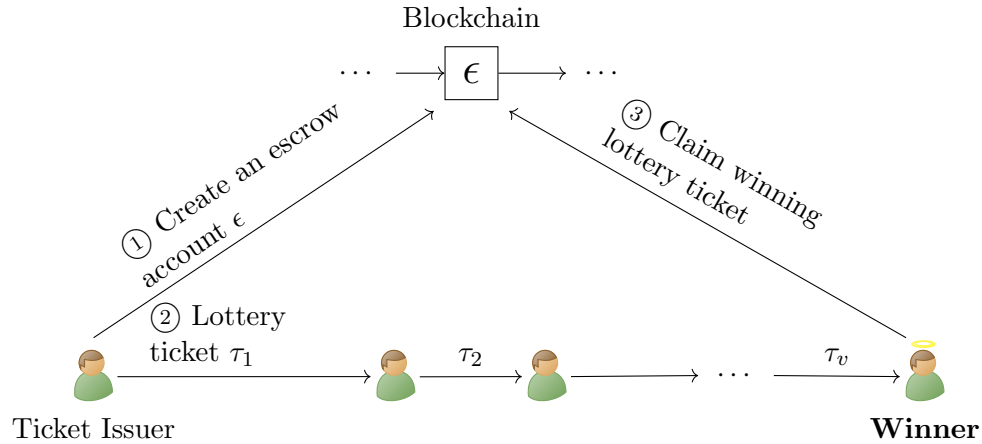 Blockchain
··· ϵ ···
① Create an escrow
account ϵ
③ Claim winning
lottery ticket
② Lottery
ticket τ₁
τ₂
··· τᵥ
Ticket Issuer
Winner